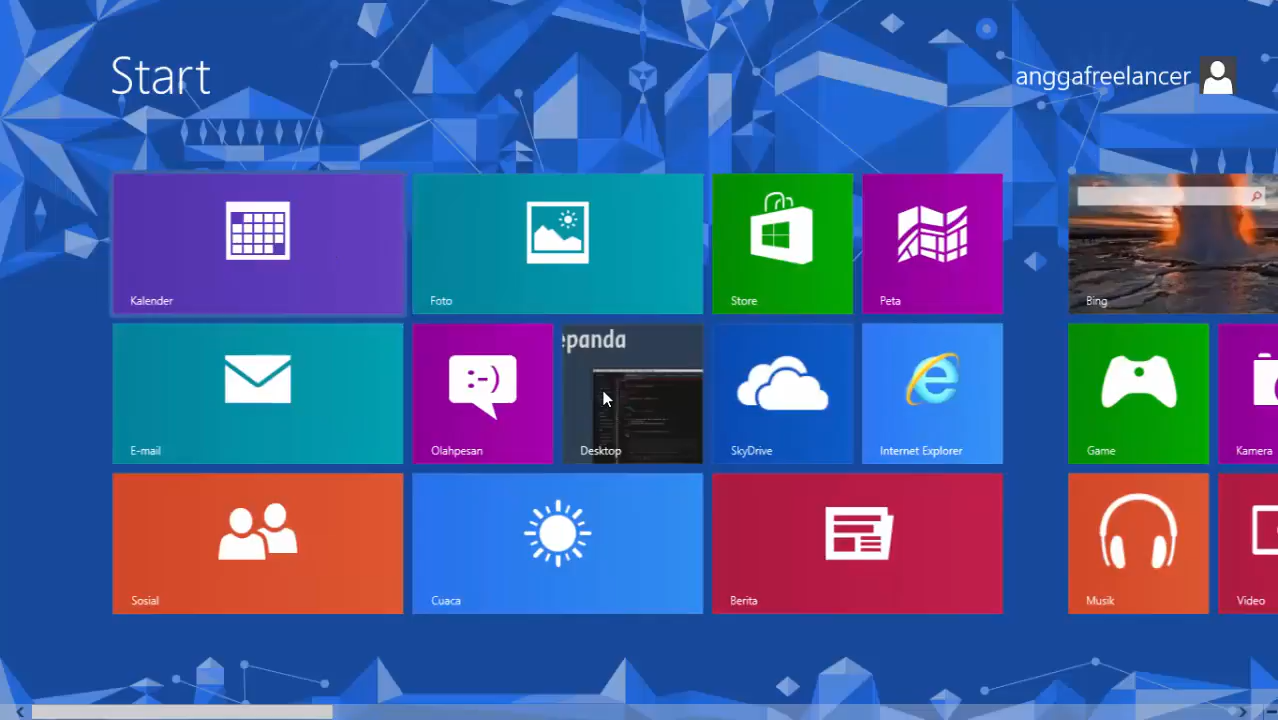 Start
anggafreelancer
Kalender
Foto
Store
Peta
Bing
epanda
E-mail
:-)
Olahpesan
Desktop
SkyDrive
Internet Explorer
Game
Kamera
Sosial
Cuaca
Berita
Musik
Video